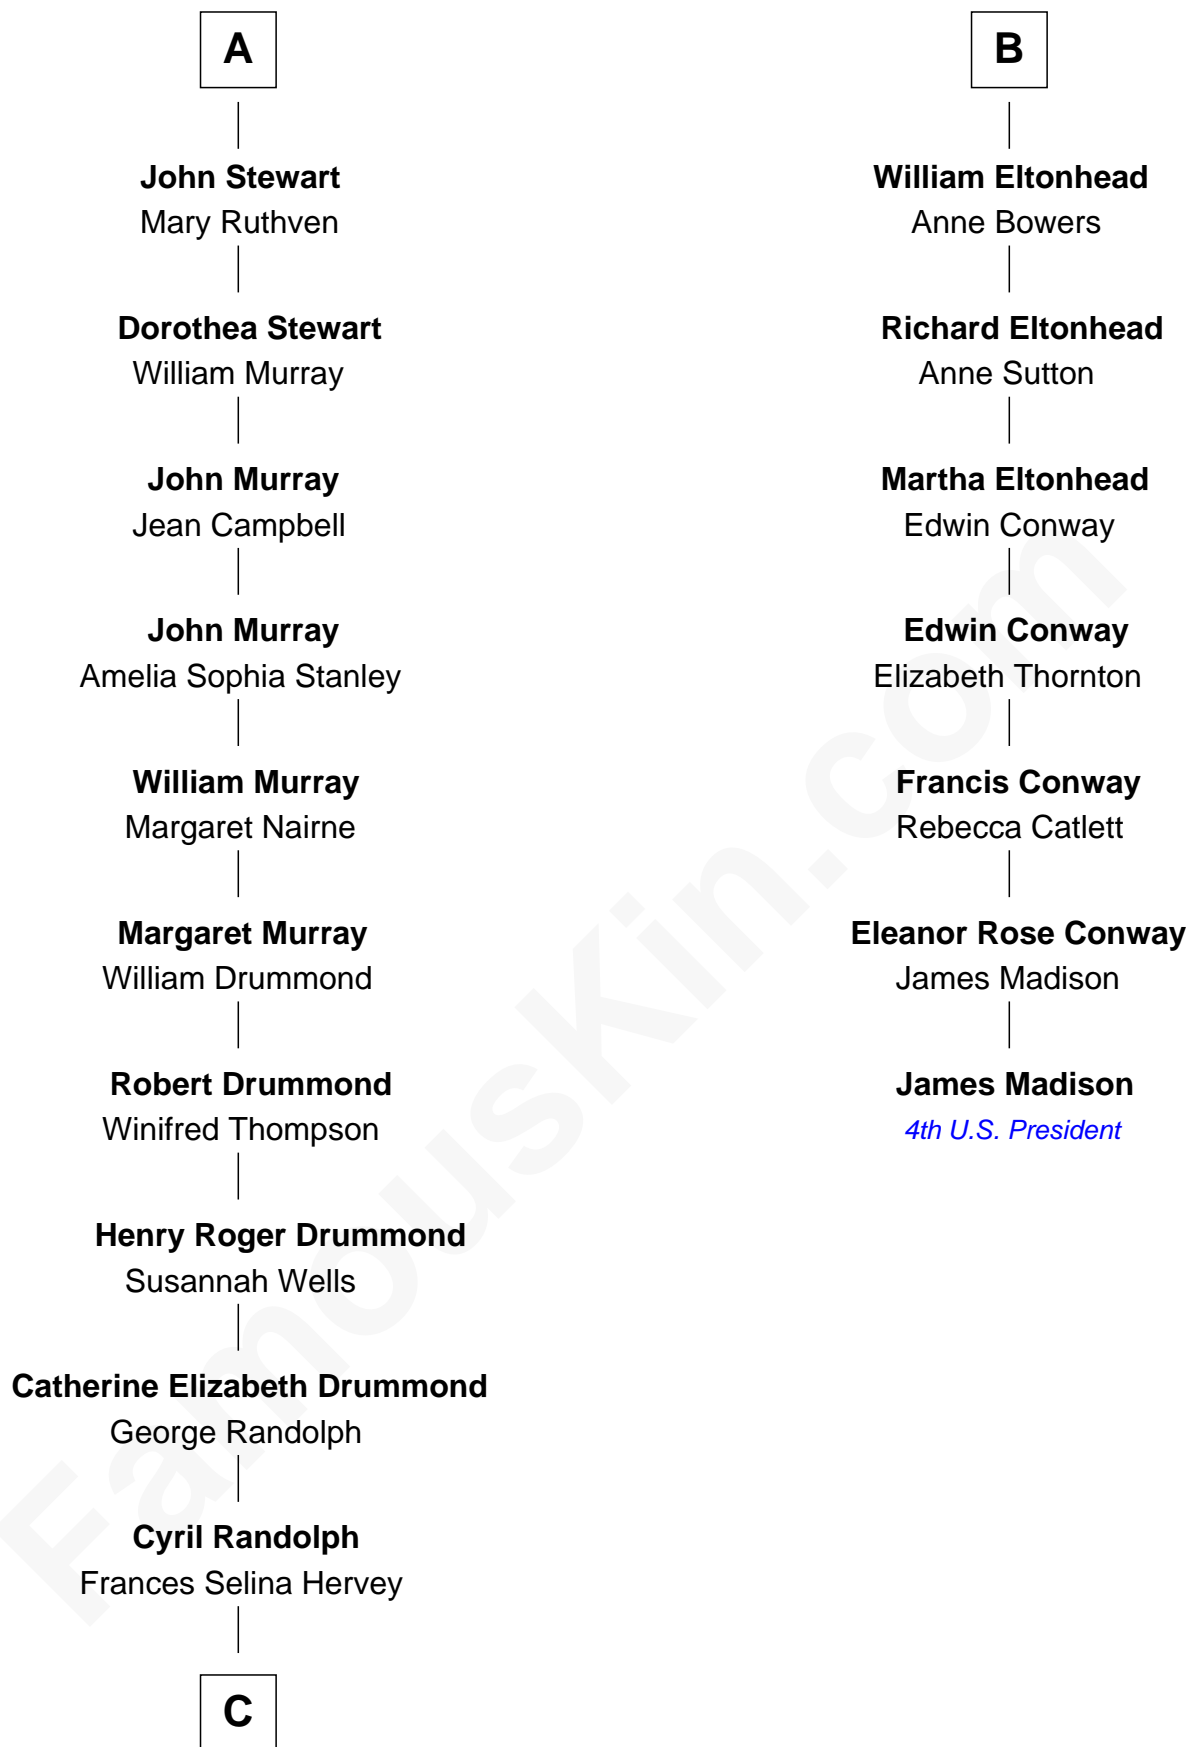 A
John Stewart
Mary Ruthven
Dorothea Stewart
William Murray
John Murray
Jean Campbell
John Murray
Amelia Sophia Stanley
William Murray
Margaret Nairne
Margaret Murray
William Drummond
Robert Drummond
Winifred Thompson
Henry Roger Drummond
Susannah Wells
Catherine Elizabeth Drummond
George Randolph
Cyril Randolph
Frances Selina Hervey
C
B
William Eltonhead
Anne Bowers
Richard Eltonhead
Anne Sutton
Martha Eltonhead
Edwin Conway
Edwin Conway
Elizabeth Thornton
Francis Conway
Rebecca Catlett
Eleanor Rose Conway
James Madison
James Madison
4th U.S. President
FamousKin.com